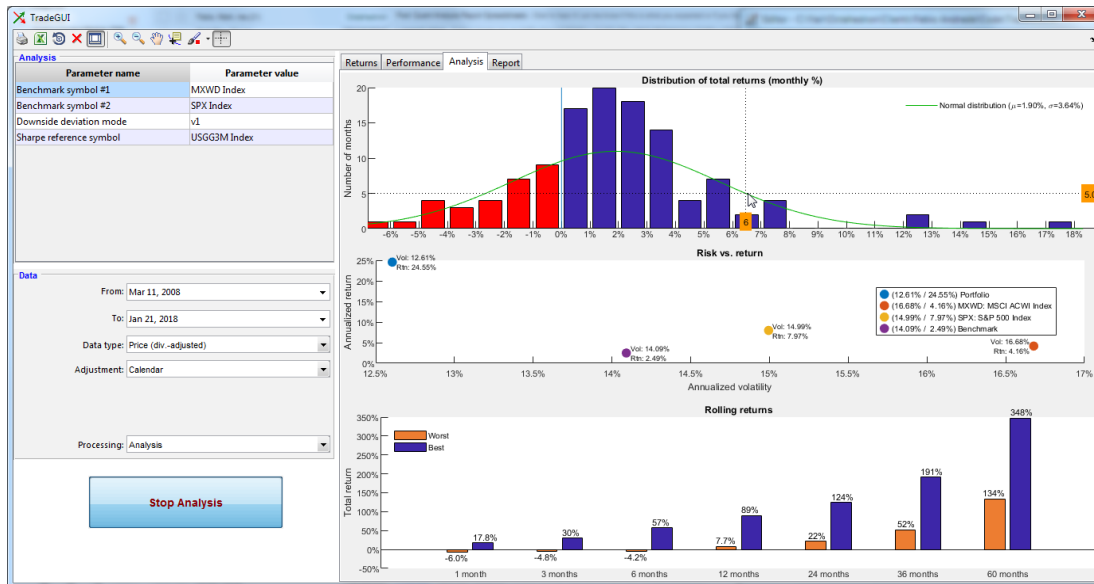 TradeGUI
Analysis
Parameter name Parameter value
Benchmark symbol #1 MXWD Index
Benchmark symbol #2 SPX Index
Downside deviation mode v1
Sharpe reference symbol USGG3M Index
Data
From: Mar 11, 2008
To: Jan 21, 2018
Data type: Price (div.-adjusted)
Adjustment: Calendar
Processing: Analysis
Stop Analysis
Returns Performance Analysis Report
Distribution of total returns (monthly %)
Number of months
20
15
10
5
0
Normal distribution (μ=1.90%, σ=3.64%)
5.0
6
-6% -5% -4% -3% -2% -1% 0% 1% 2% 3% 4% 5% 6% 7% 8% 9% 10% 11% 12% 13% 14% 15% 16% 17% 18%
Risk vs. return
Annualized return
25%
20%
15%
10%
5%
0%
Vol: 12.61%
Rtn: 24.55%
Vol: 14.09%
Rtn: 2.49%
Vol: 14.99%
Rtn: 7.97%
Vol: 16.68%
Rtn: 4.16%
(12.61% / 24.55%) Portfolio
(16.68% / 4.16%) MXWD: MSCI ACWI Index
(14.99% / 7.97%) SPX: S&P 500 Index
(14.09% / 2.49%) Benchmark
12.5% 13% 13.5% 14% 14.5% 15% 15.5% 16% 16.5% 17%
Annualized volatility
Rolling returns
Total return
350%
300%
250%
200%
150%
100%
50%
0%
-50%
Worst
Best
-6.0% 17.8% -4.8% 30% -4.2% 57% 7.7% 89% 22% 124% 52% 191% 134% 348%
1 month 3 months 6 months 12 months 24 months 36 months 60 months